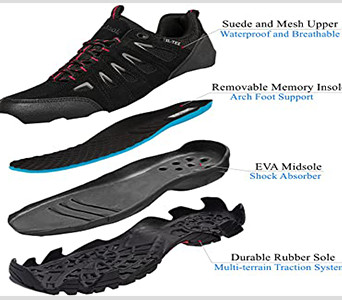 Suede and Mesh Upper
Waterproof and Breathable
Removable Memory Insol
Arch Foot Support
EVA Midsole
Shock Absorber
Durable Rubber Sole
Multi-terrain Traction System